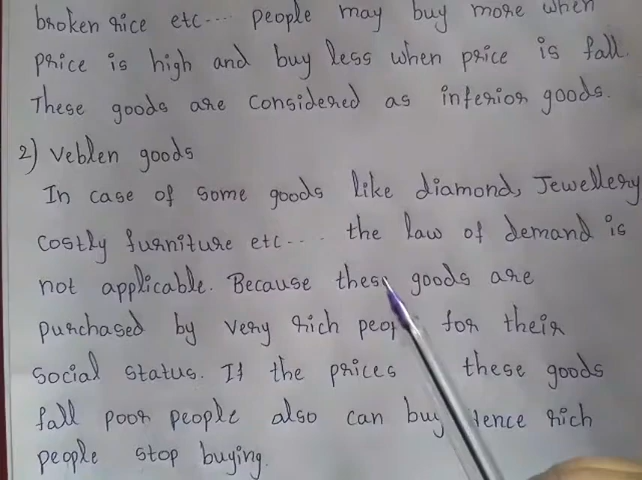 broken rice etc.... people may buy more when
price is high and buy less when price is fall.
These goods are considered as inferior goods.
2) Veblen goods
In case of some goods like diamond, Jewellery
costly furniture etc.... the law of demand is
not applicable. Because these goods are
purchased by very rich for their
social status. If the prices these goods
fall poor people also can buy rich
people stop buying.